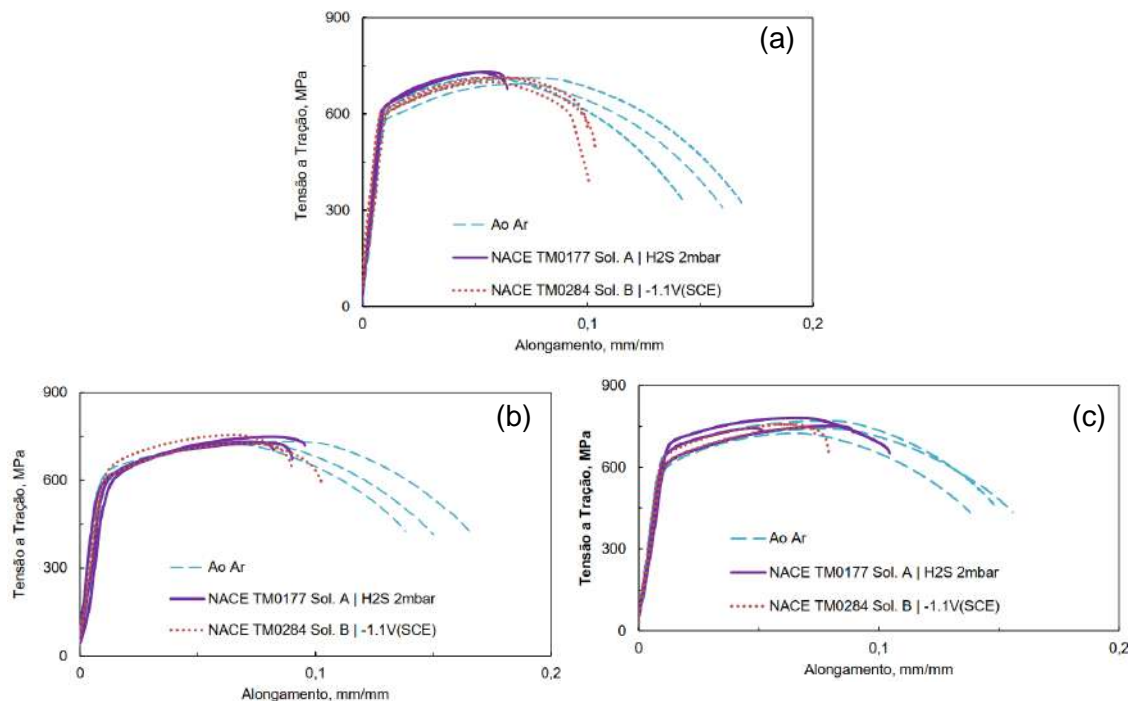 (a)
900
600
300
0
Tensão a Tração, MPa
Ao Ar
NACE TM0177 Sol. A | H2S 2mbar
NACE TM0284 Sol. B | -1.1V(SCE)
0
0,1
0,2
Alongamento, mm/mm
(b)
900
600
300
0
Tensão a Tração, MPa
Ao Ar
NACE TM0177 Sol. A | H2S 2mbar
NACE TM0284 Sol. B | -1.1V(SCE)
0
0,1
0,2
Alongamento, mm/mm
(c)
900
600
300
0
Tensão a Tração, MPa
Ao Ar
NACE TM0177 Sol. A | H2S 2mbar
NACE TM0284 Sol. B | -1.1V(SCE)
0
0,1
0,2
Alongamento, mm/mm